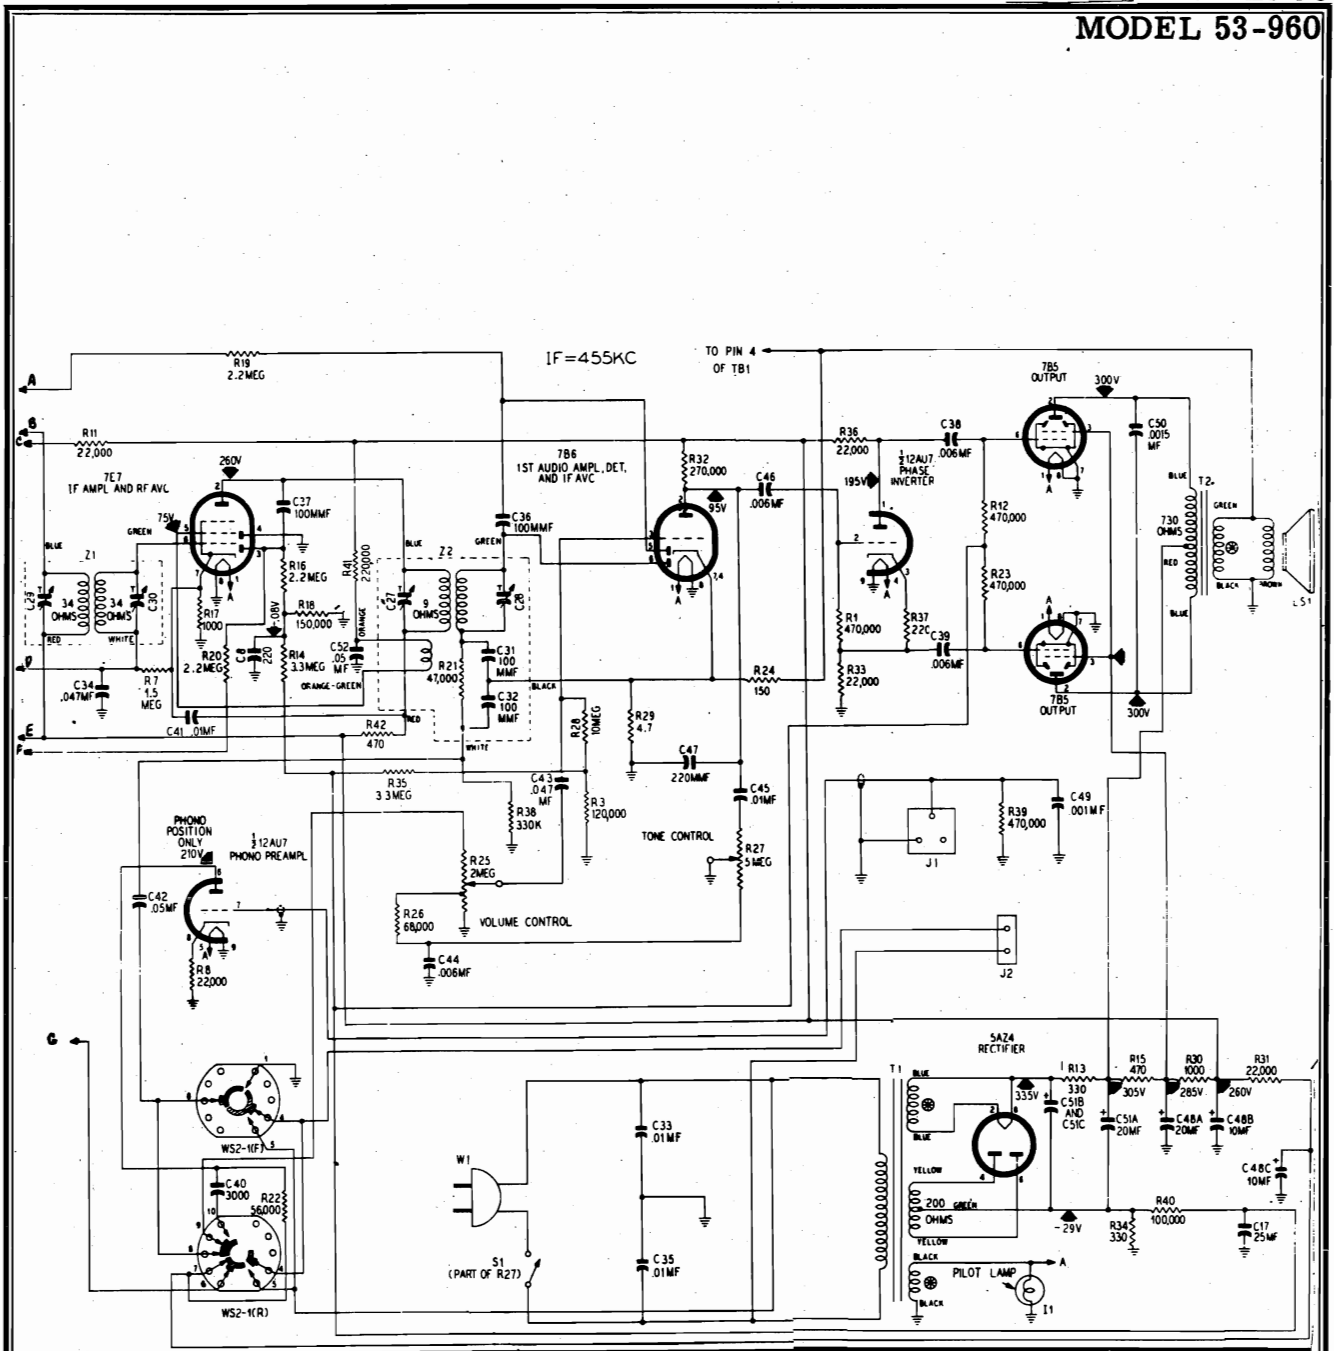 MODEL 53-960
R19
2.2MEG
IF=455KC
TO PIN 4
OF TB1
7B5
OUTPUT
300V
A
B
C
R11
22,000
7E7
IF AMPL AND RF AVC
260V
C37
100MMF
7B6
1ST AUDIO AMPL, DET,
AND IF AVC
R32
270,000
C46
.006MF
95V
R36
22,000
½12AU7
PHASE
INVERTER
195V
C38
.006MF
C50
.0015
MF
BLUE
T2
GREEN
75V
GREEN
BLUE
Z1
C29
34
OHMS
34
OHMS
C30
RED
WHITE
R17
1000
R16
2.2MEG
R18
150,000
.08V
R20
2.2MEG
C8
220
R14
3.3MEG
R41
220,000
ORANGE
C52
.05
MF
ORANGE-GREEN
BLUE
Z2
C27
9
OHMS
C28
GREEN
C36
100MMF
R21
47,000
C31
100
MMF
C32
100
MMF
BLACK
RED
WHITE
R12
470,000
R23
470,000
730
OHMS
RED
BLUE
BLACK
BROWN
LS1
R1
470,000
R37
220
C39
.006MF
R33
22,000
R24
150
7B5
OUTPUT
300V
D
C34
.047MF
R7
1.5
MEG
C41 .01MF
R42
470
E
F
R28
10MEG
R29
4.7
C47
220MMF
R35
3.3MEG
C43
.047
MF
R3
120,000
R38
330K
C45
.01MF
TONE CONTROL
R27
5MEG
R39
470,000
C49
.001MF
J1
PHONO
POSITION
ONLY
210V
½12AU7
PHONO PREAMPL
C42
.05MF
R8
22,000
R25
2MEG
R26
68,000
VOLUME CONTROL
C44
.006MF
J2
G
WS2-1(F)
C40
3000
R22
56,000
WS2-1(R)
W1
S1
(PART OF R27)
C33
.01MF
C35
.01MF
5AZ4
RECTIFIER
T1
BLUE
BLUE
335V
R13
330
R15
470
R30
1000
R31
22,000
305V
285V
260V
C51B
AND
C51C
C51A
20MF
C48A
20MF
C48B
10MF
C48C
10MF
YELLOW
200
OHMS
GREEN
YELLOW
-29V
R34
330
R40
100,000
C17
25MF
BLACK
BLACK
PILOT LAMP
A
I1